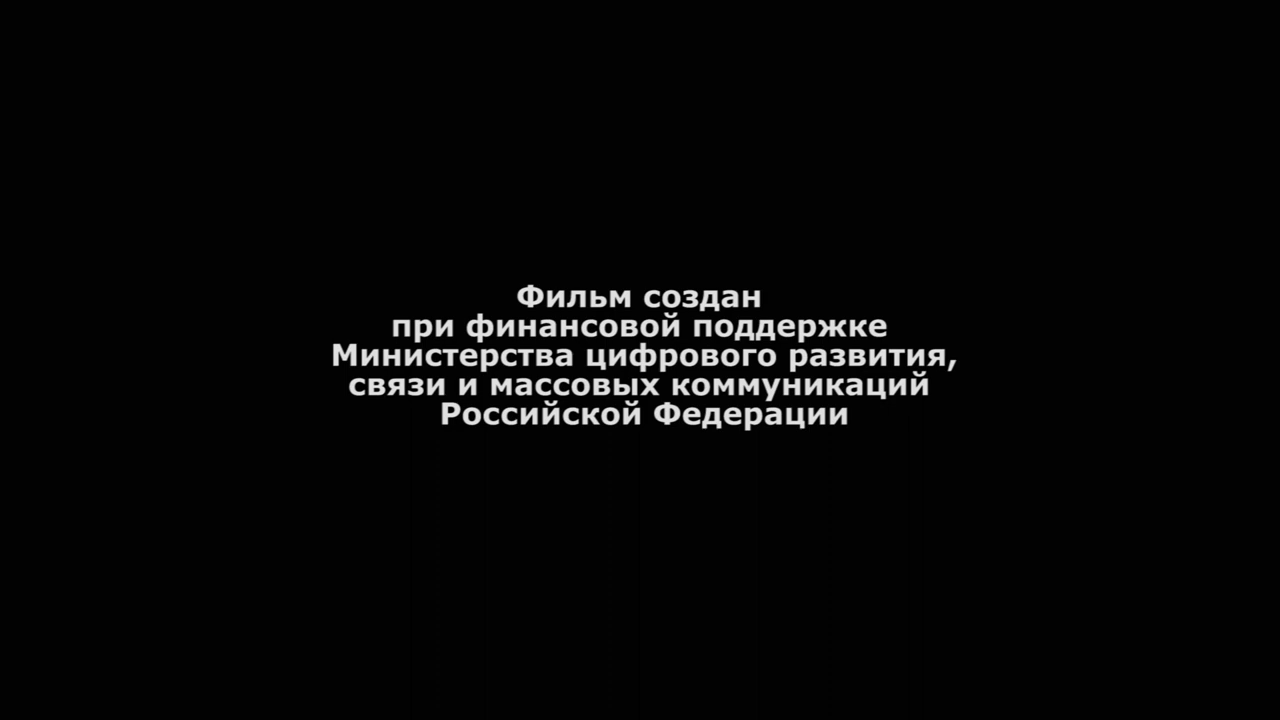 Фильм создан
при финансовой поддержке
Министерства цифрового развития,
связи и массовых коммуникаций
Российской Федерации